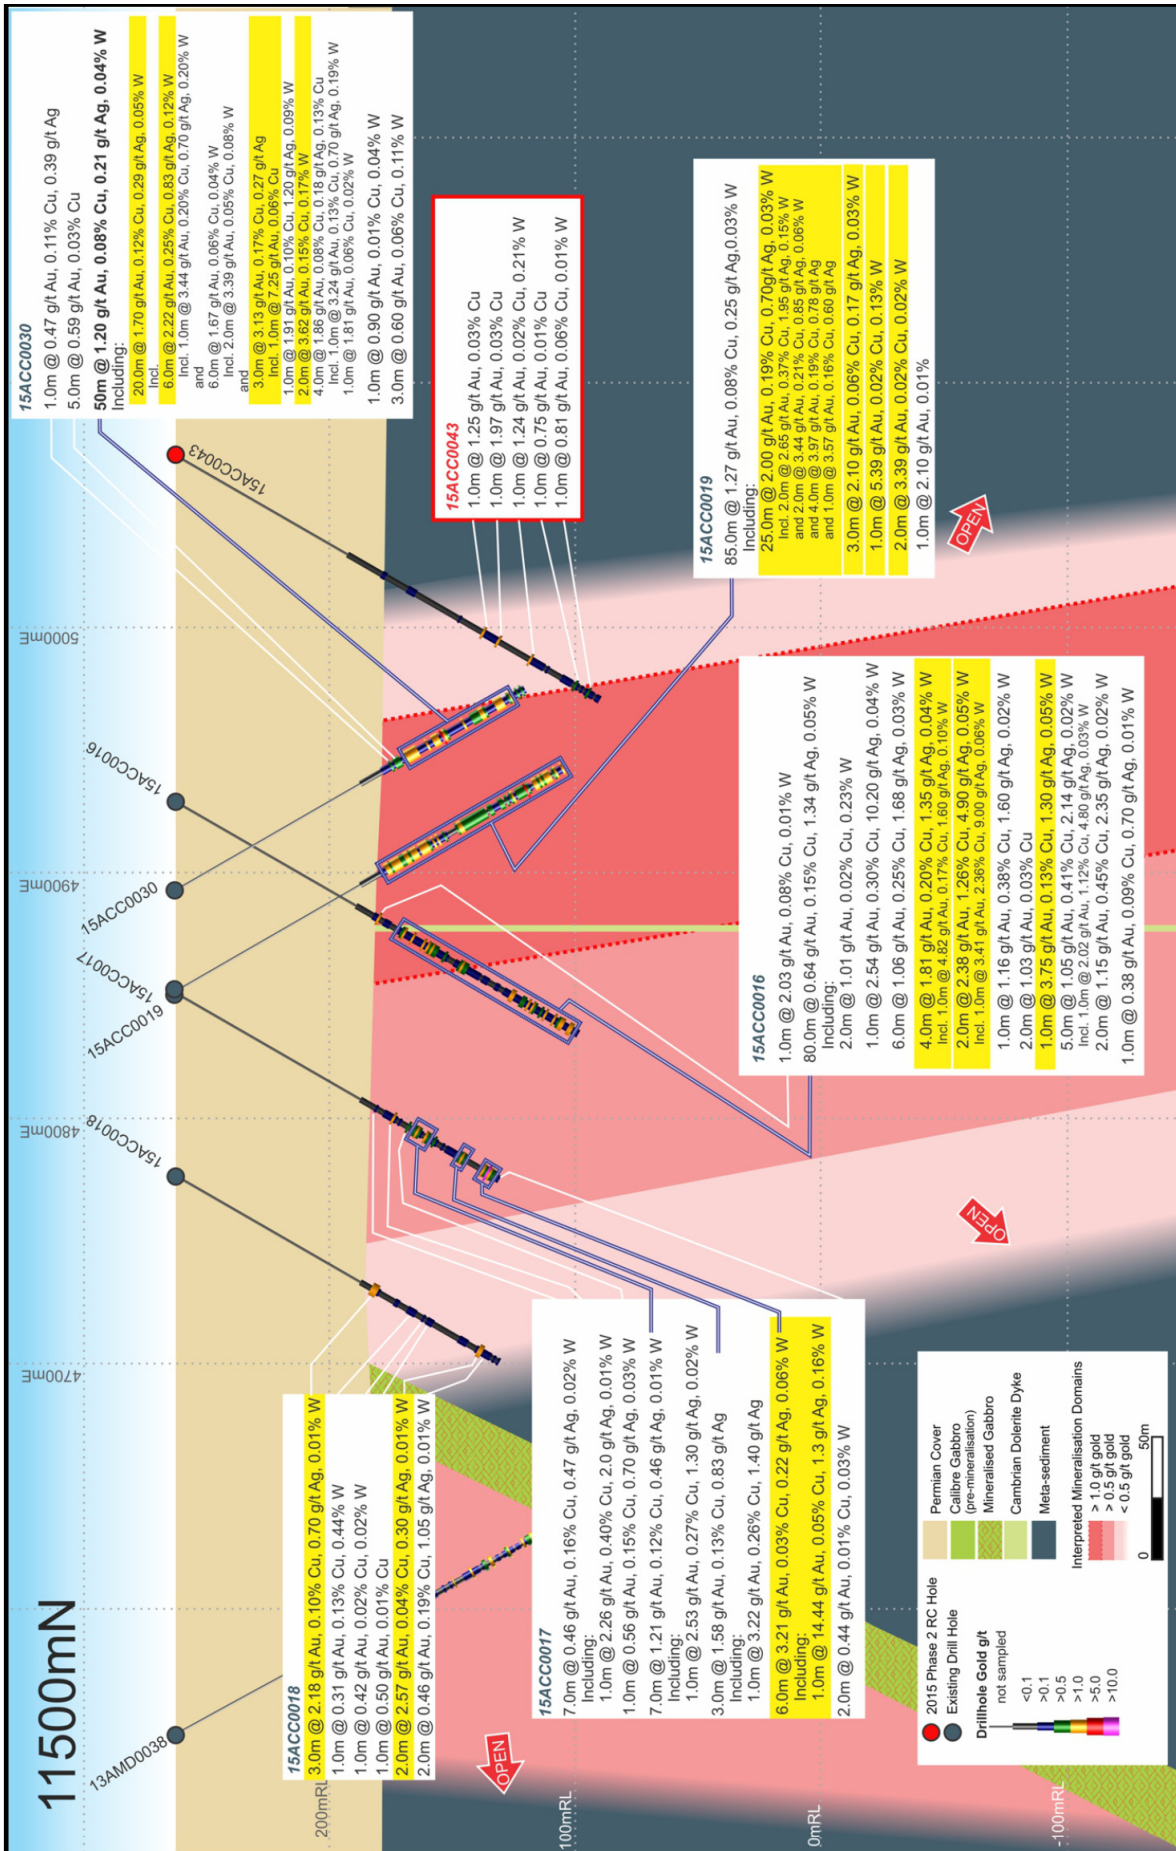 11500mN
13AMD0038
15ACC0018
15ACC0019
15ACC0017
15ACC0030
15ACC0016
15ACC0043
4700mE
4800mE
4900mE
5000mE
200mRL
100mRL
0mRL
-100mRL
OPEN
OPEN
OPEN
15ACC0018
3.0m @ 2.18 g/t Au, 0.10% Cu, 0.70 g/t Ag, 0.01% W
1.0m @ 0.31 g/t Au, 0.13% Cu, 0.44% W
1.0m @ 0.42 g/t Au, 0.02% Cu, 0.02% W
1.0m @ 0.50 g/t Au, 0.01% Cu
2.0m @ 2.57 g/t Au, 0.04% Cu, 0.30 g/t Ag, 0.01% W
2.0m @ 0.46 g/t Au, 0.19% Cu, 1.05 g/t Ag, 0.01% W
15ACC0017
7.0m @ 0.46 g/t Au, 0.16% Cu, 0.47 g/t Ag, 0.02% W
Including:
1.0m @ 2.26 g/t Au, 0.40% Cu, 2.0 g/t Ag, 0.01% W
1.0m @ 0.56 g/t Au, 0.15% Cu, 0.70 g/t Ag, 0.03% W
7.0m @ 1.21 g/t Au, 0.12% Cu, 0.46 g/t Ag, 0.01% W
Including:
1.0m @ 2.53 g/t Au, 0.27% Cu, 1.30 g/t Ag, 0.02% W
3.0m @ 1.58 g/t Au, 0.13% Cu, 0.83 g/t Ag
Including:
1.0m @ 3.22 g/t Au, 0.26% Cu, 1.40 g/t Ag
6.0m @ 3.21 g/t Au, 0.03% Cu, 0.22 g/t Ag, 0.06% W
Including:
1.0m @ 14.44 g/t Au, 0.05% Cu, 1.3 g/t Ag, 0.16% W
2.0m @ 0.44 g/t Au, 0.01% Cu, 0.03% W
15ACC0016
1.0m @ 2.03 g/t Au, 0.08% Cu, 0.01% W
80.0m @ 0.64 g/t Au, 0.15% Cu, 1.34 g/t Ag, 0.05% W
Including:
2.0m @ 1.01 g/t Au, 0.02% Cu, 0.23% W
1.0m @ 2.54 g/t Au, 0.30% Cu, 10.20 g/t Ag, 0.04% W
6.0m @ 1.06 g/t Au, 0.25% Cu, 1.68 g/t Ag, 0.03% W
4.0m @ 1.81 g/t Au, 0.20% Cu, 1.35 g/t Ag, 0.04% W
Incl. 1.0m @ 4.82 g/t Au, 0.17% Cu, 1.60 g/t Ag, 0.10% W
2.0m @ 2.38 g/t Au, 1.26% Cu, 4.90 g/t Ag, 0.05% W
Incl. 1.0m @ 3.41 g/t Au, 2.36% Cu, 9.00 g/t Ag, 0.06% W
1.0m @ 1.16 g/t Au, 0.38% Cu, 1.60 g/t Ag, 0.02% W
2.0m @ 1.03 g/t Au, 0.03% Cu
1.0m @ 3.75 g/t Au, 0.13% Cu, 1.30 g/t Ag, 0.05% W
5.0m @ 1.05 g/t Au, 0.41% Cu, 2.14 g/t Ag, 0.02% W
Incl. 1.0m @ 2.02 g/t Au, 1.12% Cu, 4.80 g/t Ag, 0.03% W
2.0m @ 1.15 g/t Au, 0.45% Cu, 2.35 g/t Ag, 0.02% W
1.0m @ 0.38 g/t Au, 0.09% Cu, 0.70 g/t Ag, 0.01% W
15ACC0019
85.0m @ 1.27 g/t Au, 0.08% Cu, 0.25 g/t Ag,0.03% W
Including:
25.0m @ 2.00 g/t Au, 0.19% Cu, 0.70g/t Ag, 0.03% W
Incl. 2.0m @ 2.65 g/t Au, 0.37% Cu, 1.95 g/t Ag, 0.15% W
and 2.0m @ 3.44 g/t Au, 0.21% Cu, 0.85 g/t Ag, 0.06% W
and 4.0m @ 3.97 g/t Au, 0.19% Cu, 0.78 g/t Ag
and 1.0m @ 3.57 g/t Au, 0.16% Cu, 0.60 g/t Ag
3.0m @ 2.10 g/t Au, 0.06% Cu, 0.17 g/t Ag, 0.03% W
1.0m @ 5.39 g/t Au, 0.02% Cu, 0.13% W
2.0m @ 3.39 g/t Au, 0.02% Cu, 0.02% W
1.0m @ 2.10 g/t Au, 0.01%
15ACC0043
1.0m @ 1.25 g/t Au, 0.03% Cu
1.0m @ 1.97 g/t Au, 0.03% Cu
1.0m @ 1.24 g/t Au, 0.02% Cu, 0.21% W
1.0m @ 0.75 g/t Au, 0.01% Cu
1.0m @ 0.81 g/t Au, 0.06% Cu, 0.01% W
15ACC0030
1.0m @ 0.47 g/t Au, 0.11% Cu, 0.39 g/t Ag
5.0m @ 0.59 g/t Au, 0.03% Cu
50m @ 1.20 g/t Au, 0.08% Cu, 0.21 g/t Ag, 0.04% W
Including:
20.0m @ 1.70 g/t Au, 0.12% Cu, 0.29 g/t Ag, 0.05% W
Incl.
6.0m @ 2.22 g/t Au, 0.25% Cu, 0.83 g/t Ag, 0.12% W
Incl. 1.0m @ 3.44 g/t Au, 0.20% Cu, 0.70 g/t Ag, 0.20% W
and
6.0m @ 1.67 g/t Au, 0.06% Cu, 0.04% W
Incl. 2.0m @ 3.39 g/t Au, 0.05% Cu, 0.08% W
and
3.0m @ 3.13 g/t Au, 0.17% Cu, 0.27 g/t Ag
Incl. 1.0m @ 7.25 g/t Au, 0.06% Cu
1.0m @ 1.91 g/t Au, 0.10% Cu, 1.20 g/t Ag, 0.09% W
2.0m @ 3.62 g/t Au, 0.15% Cu, 0.17% W
4.0m @ 1.86 g/t Au, 0.08% Cu, 0.18 g/t Ag, 0.13% Cu
Incl. 1.0m @ 3.24 g/t Au, 0.13% Cu, 0.70 g/t Ag, 0.19% W
1.0m @ 1.81 g/t Au, 0.06% Cu, 0.02% W
1.0m @ 0.90 g/t Au, 0.01% Cu, 0.04% W
3.0m @ 0.60 g/t Au, 0.06% Cu, 0.11% W
2015 Phase 2 RC Hole
Existing Drill Hole
Drillhole Gold g/t
not sampled
<0.1
>0.1
>0.5
>1.0
>5.0
>10.0
Permian Cover
Calibre Gabbro
(pre-mineralisation)
Mineralised Gabbro
Cambrian Dolerite Dyke
Meta-sediment
Interpreted Mineralisation Domains
> 1.0 g/t gold
> 0.5 g/t gold
< 0.5 g/t gold
0
50m